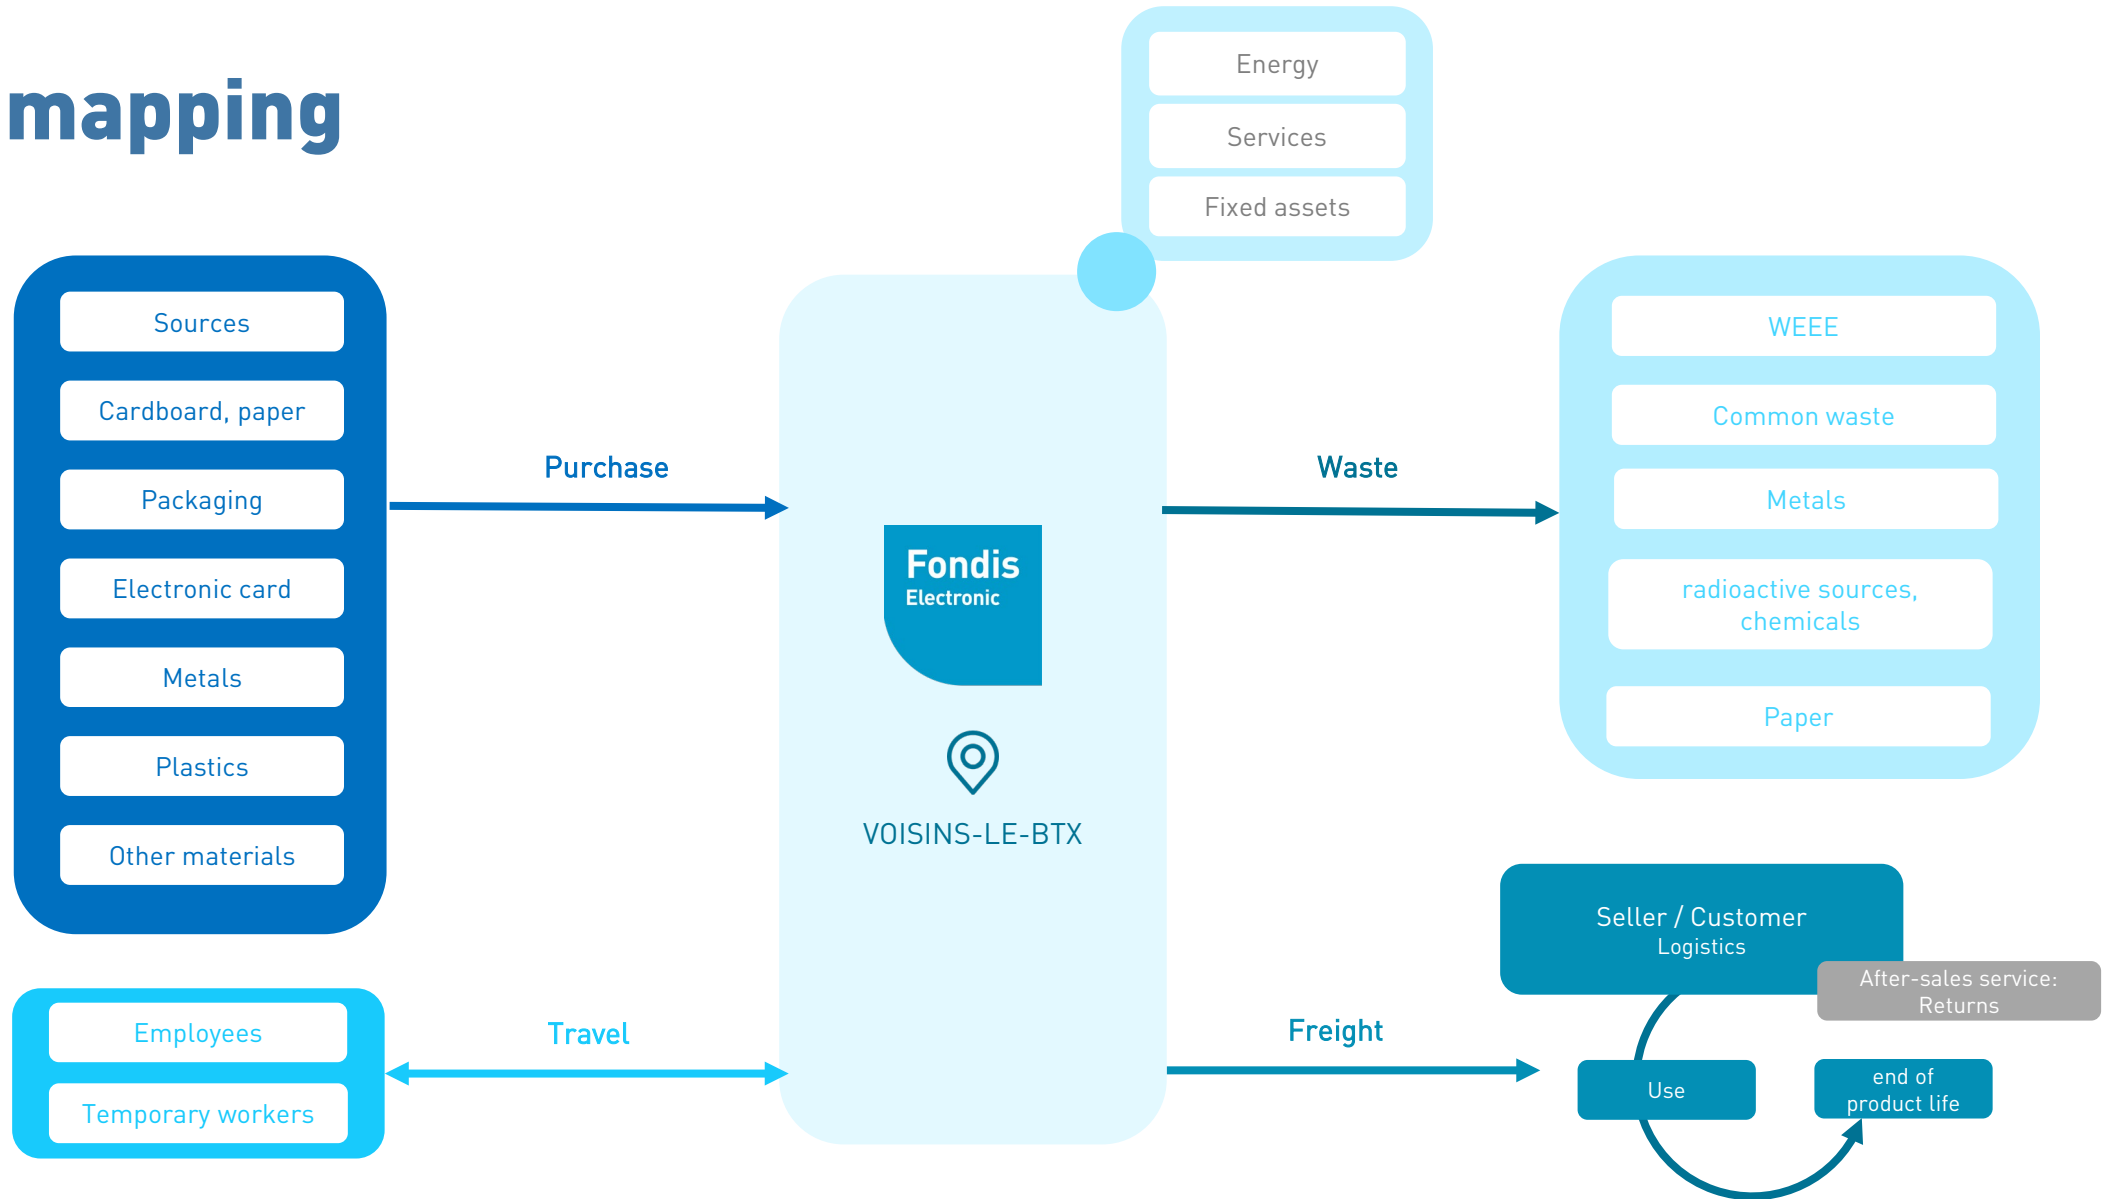 mapping
Energy
Services
Fixed assets
Sources
Cardboard, paper
Packaging
Electronic card
Metals
Plastics
Other materials
Purchase
Fondis
Electronic
VOISINS-LE-BTX
Waste
WEEE
Common waste
Metals
radioactive sources,
chemicals
Paper
Employees
Temporary workers
Travel
Freight
Seller / Customer
Logistics
After-sales service:
Returns
Use
end of
product life